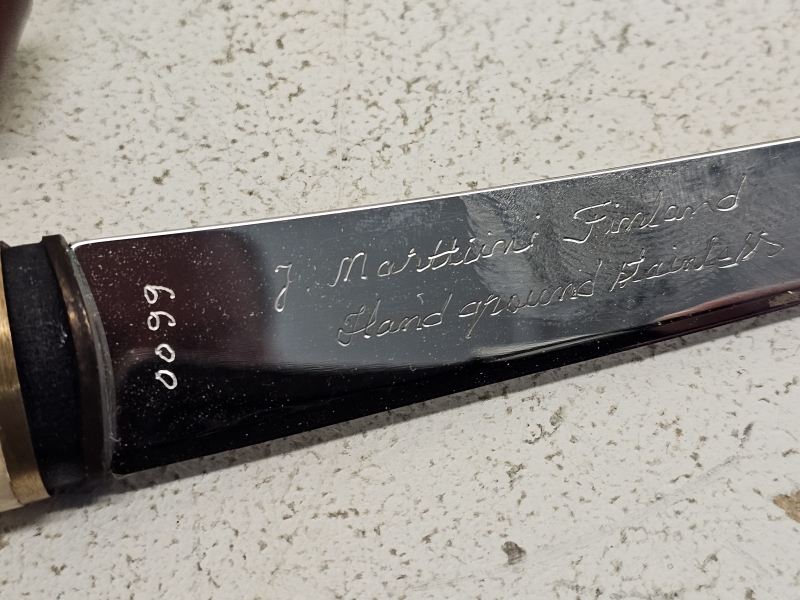 J. Marttiini Finland
Hand ground stainless
0099